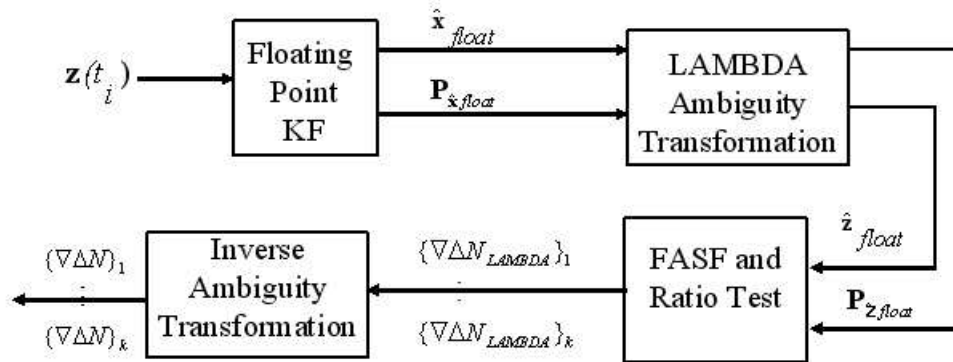 z(t_i)
Floating
Point
KF
x̂_float
P_x̂float
LAMBDA
Ambiguity
Transformation
ẑ_float
P_ẑfloat
FASF and
Ratio Test
{∇ΔN_LAMBDA}_1
⋮
{∇ΔN_LAMBDA}_k
Inverse
Ambiguity
Transformation
{∇ΔN}_1
⋮
{∇ΔN}_k